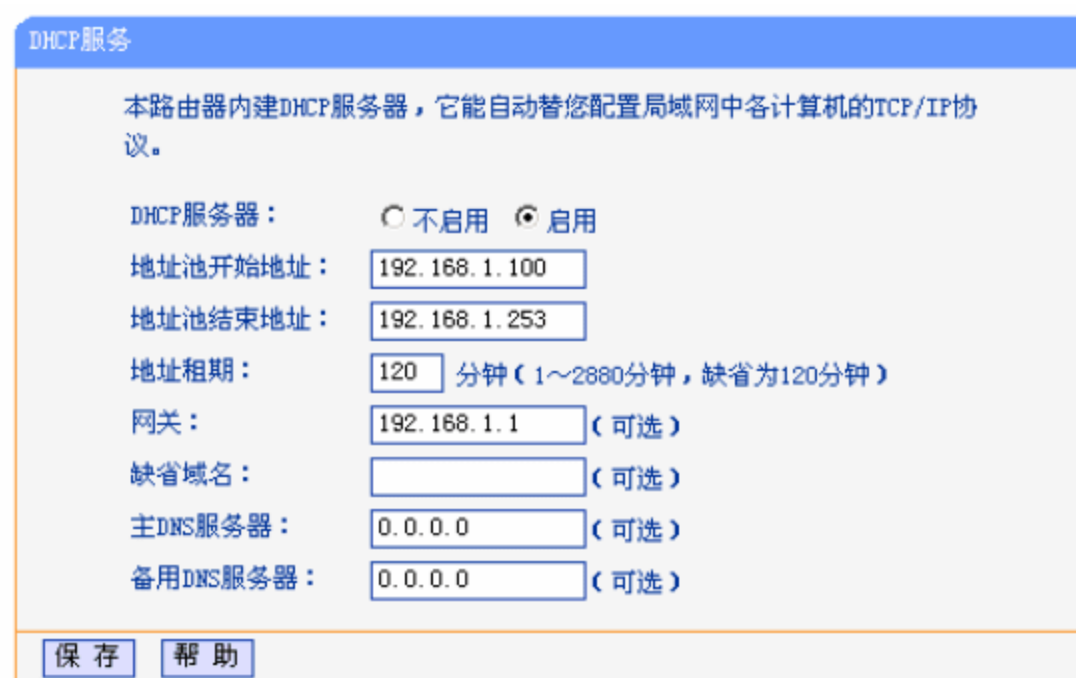 DHCP服务
本路由器内建DHCP服务器，它能自动替您配置局域网中各计算机的TCP/IP协
议。
DHCP服务器： 不启用 启用
地址池开始地址： 192.168.1.100
地址池结束地址： 192.168.1.253
地址租期： 120 分钟（1～2880分钟，缺省为120分钟）
网关： 192.168.1.1 （可选）
缺省域名： （可选）
主DNS服务器： 0.0.0.0 （可选）
备用DNS服务器： 0.0.0.0 （可选）
保 存 帮 助